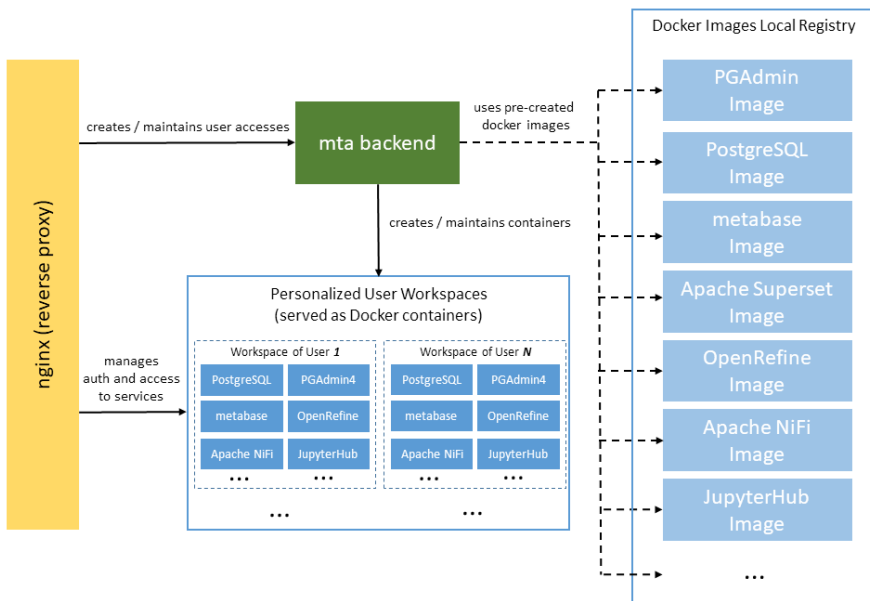 Docker Images Local Registry
PGAdmin
Image
PostgreSQL
Image
metabase
Image
Apache Superset
Image
OpenRefine
Image
Apache NiFi
Image
JupyterHub
Image
...
nginx (reverse proxy)
creates / maintains user accesses
mta backend
uses pre-created
docker images
creates / maintains containers
manages
auth and access
to services
Personalized User Workspaces
(served as Docker containers)
Workspace of User 1
PostgreSQL PGAdmin4
metabase OpenRefine
Apache NiFi JupyterHub
... ...
Workspace of User N
PostgreSQL PGAdmin4
metabase OpenRefine
Apache NiFi JupyterHub
... ...
... ...